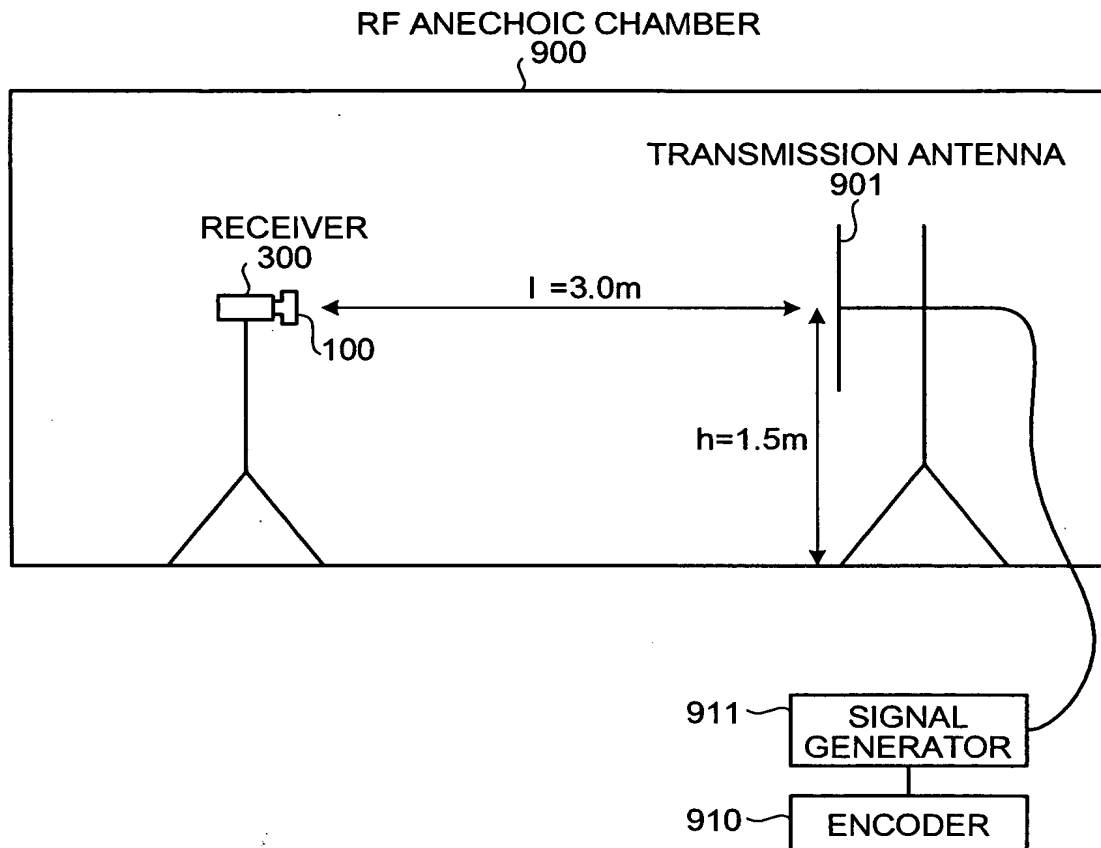 RF ANECHOIC CHAMBER
900
TRANSMISSION ANTENNA
901
RECEIVER
300
l =3.0m
100
h=1.5m
911
SIGNAL
GENERATOR
910
ENCODER